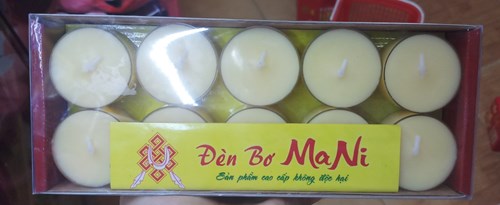 Đèn Bơ MaNi
Sản phẩm cao cấp không độc hại